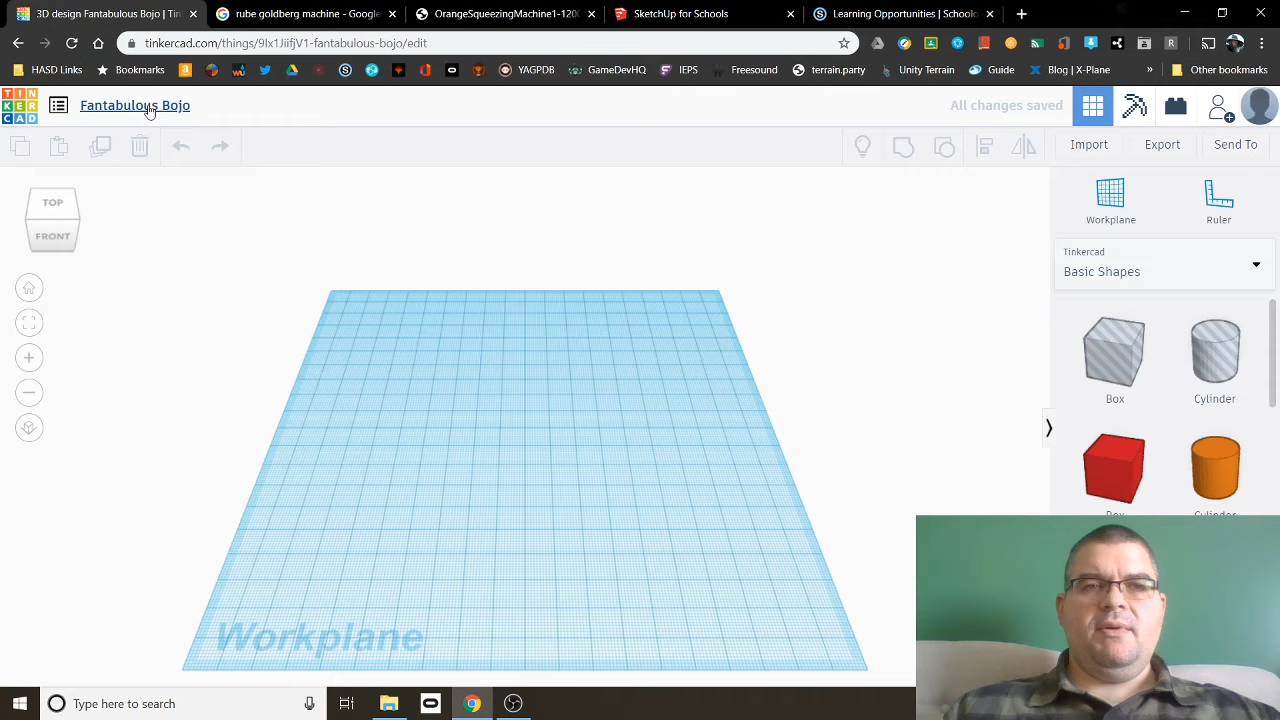 3D design Fantabulous Bojo | Tin
rube goldberg machine - Google
OrangeSqueezingMachine1-120
SketchUp for Schools
Learning Opportunities | Schoolo
tinkercad.com/things/9lx1JiifjV1-fantabulous-bojo/edit
HASD Links
Bookmarks
YAGPDB
GameDevHQ
IEPS
Freesound
terrain.party
Unity Terrain
Guide
Blog | X-Plane
»
Other bookmarks
TIN
KER
CAD
Fantabulous Bojo
All changes saved
Import
Export
Send To
TOP
FRONT
Workplane
Ruler
Tinkercad
Basic Shapes
Box
Cylinder
Box
Cylinder
Workplane
Type here to search